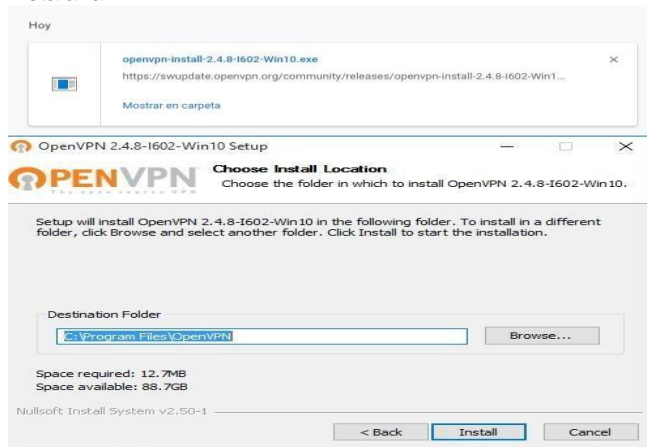 Hoy
openvpn-install-2.4.8-I602-Win10.exe
https://swupdate.openvpn.org/community/releases/openvpn-install-2.4.8-I602-Win1...
Mostrar en carpeta
OpenVPN 2.4.8-I602-Win10 Setup
OPENVPN
Choose Install Location
Choose the folder in which to install OpenVPN 2.4.8-I602-Win10.
Setup will install OpenVPN 2.4.8-I602-Win10 in the following folder. To install in a different
folder, click Browse and select another folder. Click Install to start the installation.
Destination Folder
C:\Program Files\OpenVPN
Browse...
Space required: 12.7MB
Space available: 88.7GB
Nullsoft Install System v2.50-1
< Back
Install
Cancel